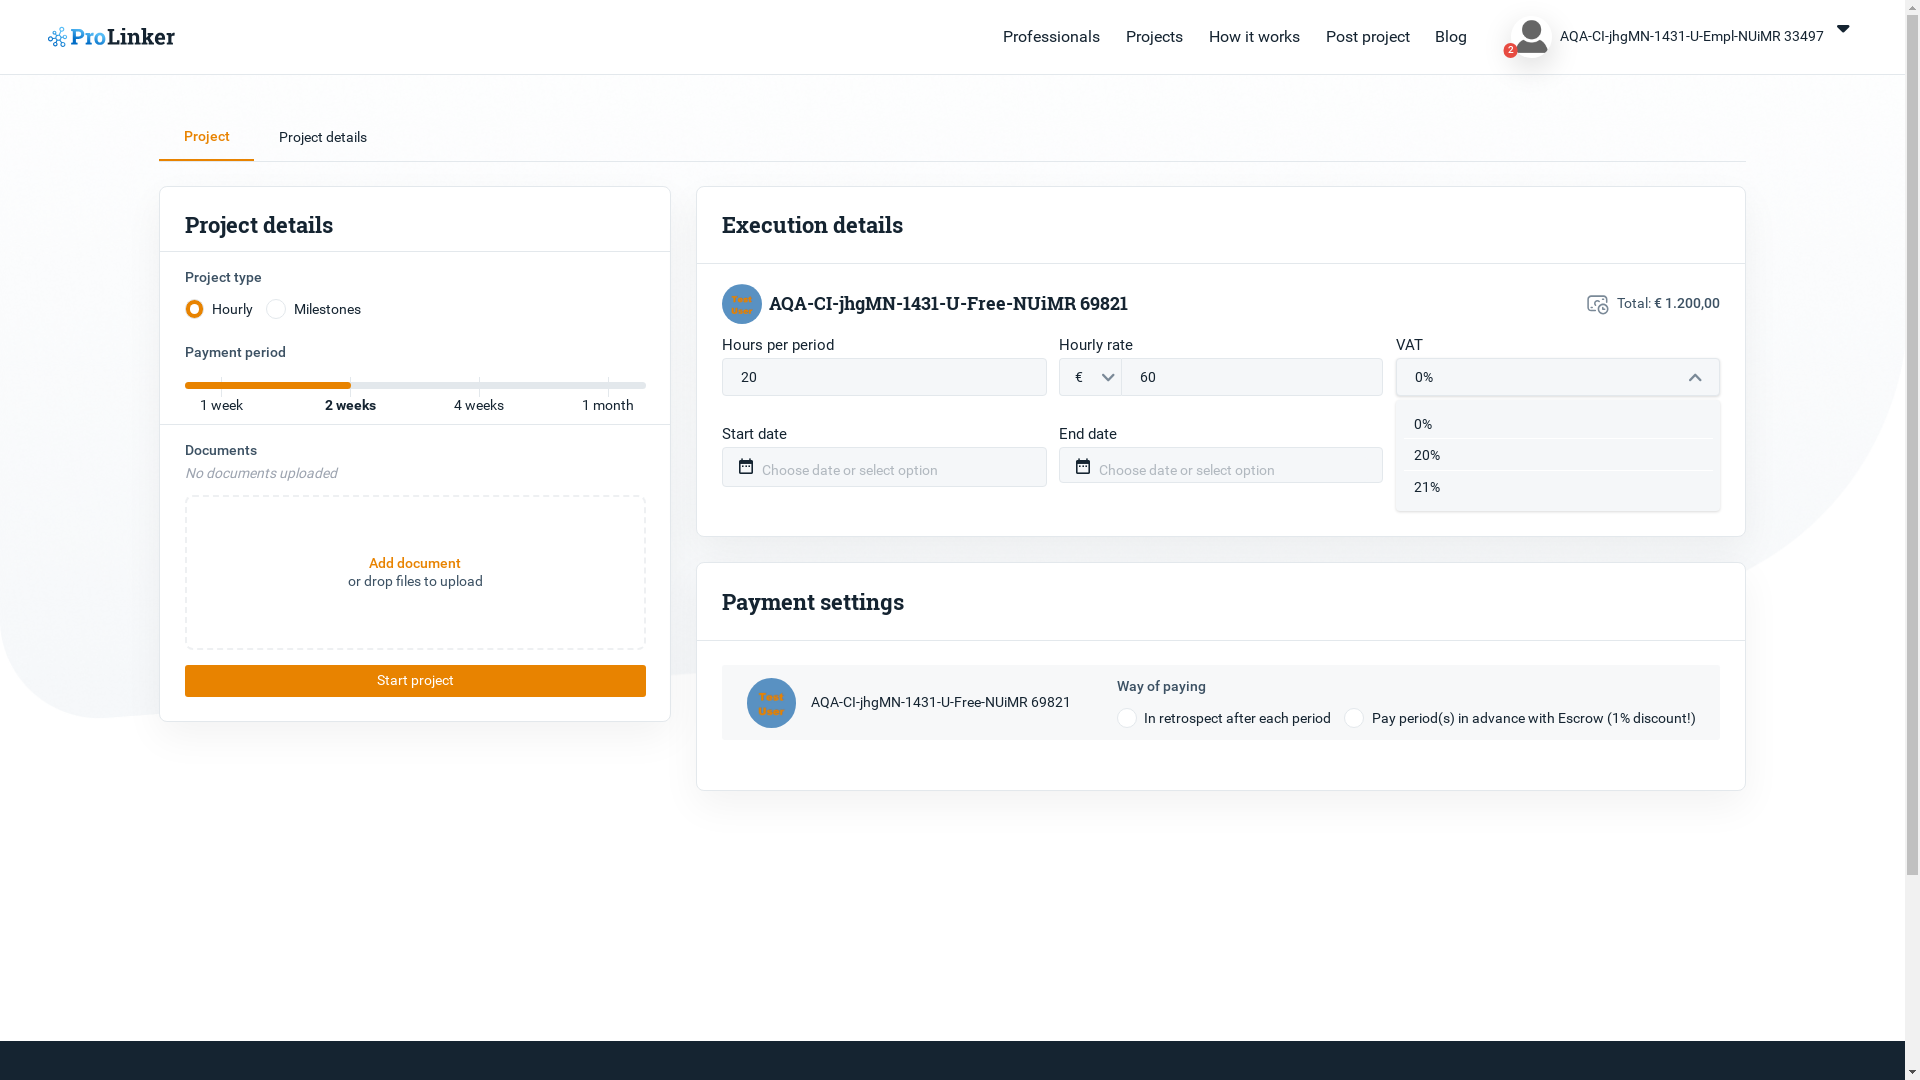 ProLinker
Professionals
Projects
How it works
Post project
Blog
2
AQA-CI-jhgMN-1431-U-Empl-NUiMR 33497
Project
Project details
Project details
Project type
Hourly
Milestones
Payment period
1 week
2 weeks
4 weeks
1 month
Documents
No documents uploaded
Add document
or drop files to upload
Start project
Execution details
Test
User
AQA-CI-jhgMN-1431-U-Free-NUiMR 69821
Total: € 1.200,00
Hours per period
20
Hourly rate
€
60
VAT
0%
0%
20%
21%
Start date
Choose date or select option
End date
Choose date or select option
Payment settings
Test
User
AQA-CI-jhgMN-1431-U-Free-NUiMR 69821
Way of paying
In retrospect after each period
Pay period(s) in advance with Escrow (1% discount!)